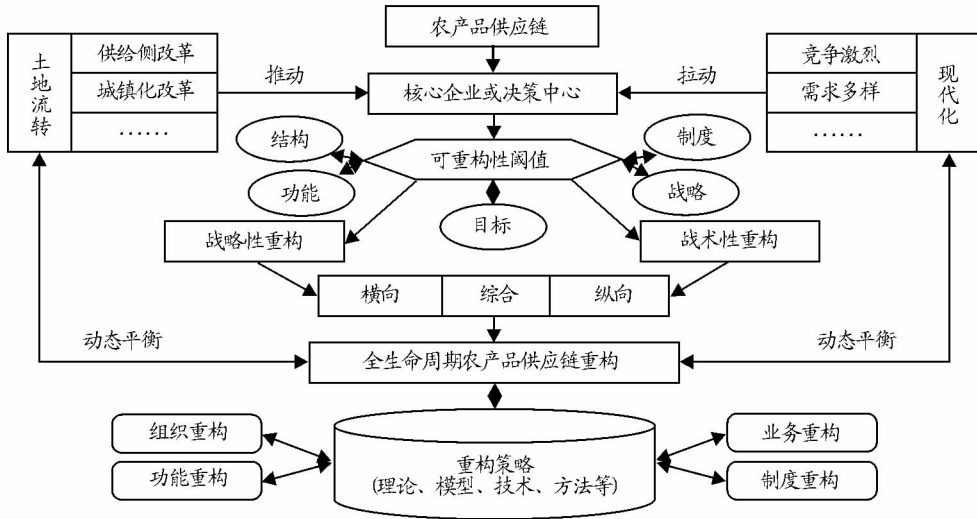 农产品供应链
土地流转
供给侧改革
城镇化改革
……
推动
核心企业或决策中心
拉动
竞争激烈
需求多样
……
现代化
结构
功能
可重构性阈值
制度
战略
目标
战略性重构
战术性重构
横向
综合
纵向
动态平衡
全生命周期农产品供应链重构
动态平衡
组织重构
功能重构
重构策略
(理论、模型、技术、方法等)
业务重构
制度重构